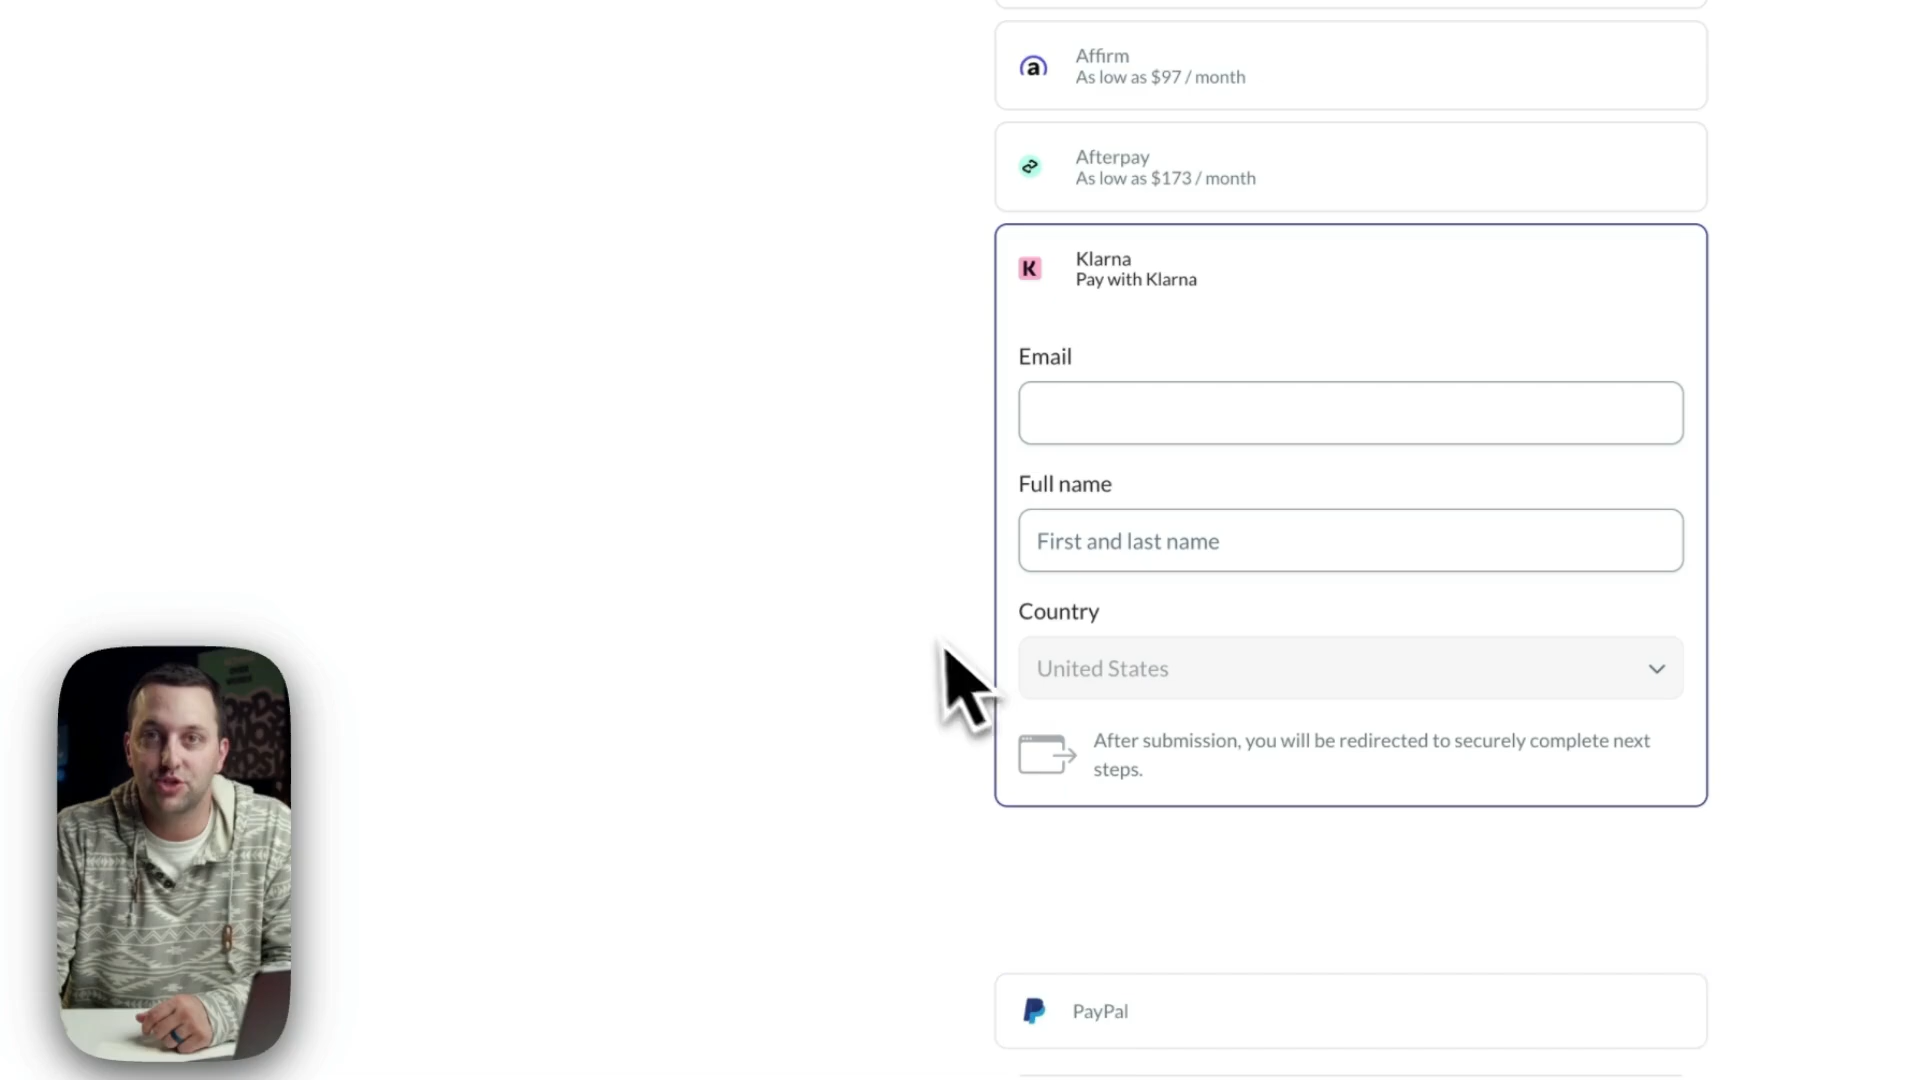 Affirm
As low as $97 / month
Afterpay
As low as $173 / month
K
Klarna
Pay with Klarna
Email
Full name
First and last name
Country
United States
After submission, you will be redirected to securely complete next
steps.
PayPal